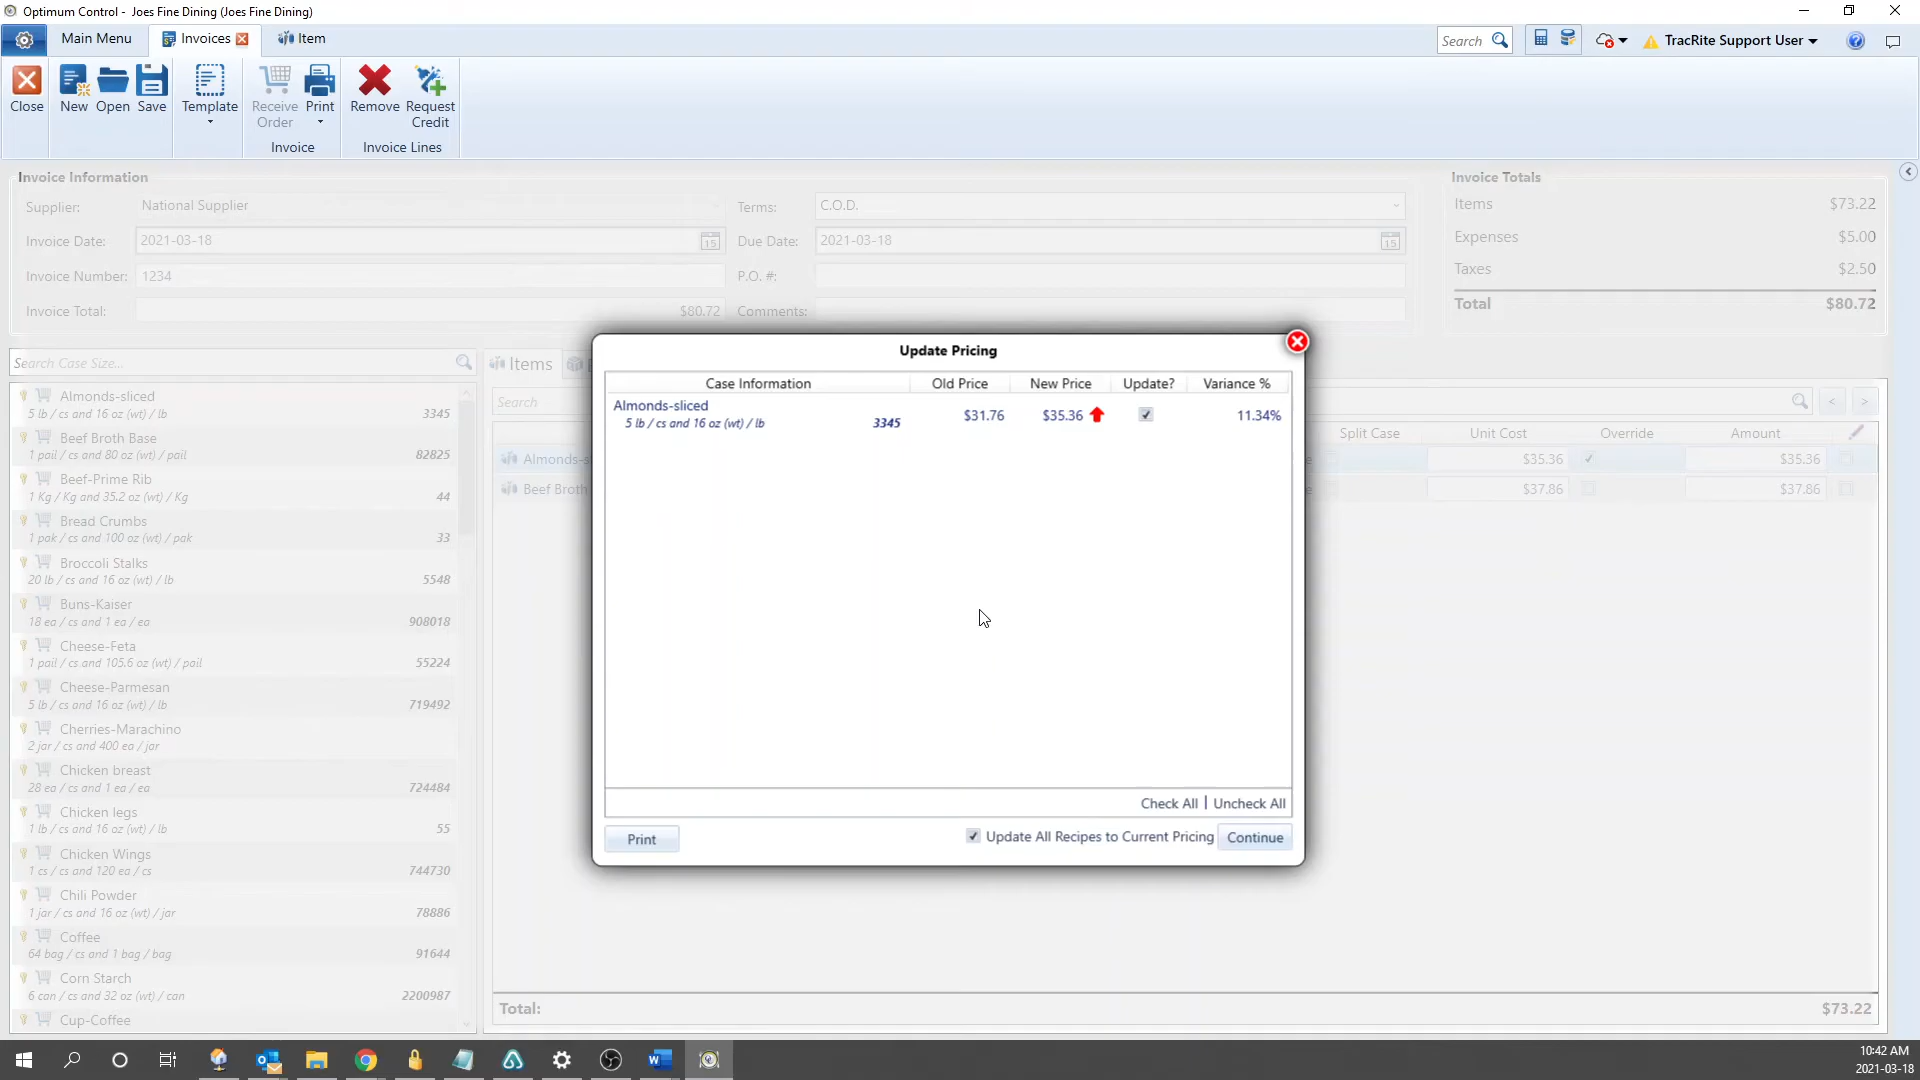 Optimum Control - Joes Fine Dining (Joes Fine Dining)
Main Menu
Invoices
Item
Search
TracRite Support User
Close
New
Open
Save
Template
Receive Order
Print
Remove
Request Credit
Invoice
Invoice Lines
Invoice Information
Supplier: National Supplier
Terms: C.O.D.
Invoice Date: 2021-03-18
15
Due Date: 2021-03-18
15
Invoice Number: 1234
P.O. #:
Invoice Total: $80.72
Comments:
Invoice Totals
Items $73.22
Expenses $5.00
Taxes $2.50
Total $80.72
Search Case Size...
Almonds-sliced
5 lb / cs and 16 oz (wt) / lb 3345
Beef Broth Base
1 pail / cs and 80 oz (wt) / pail 82825
Beef-Prime Rib
1 Kg / Kg and 35.2 oz (wt) / Kg 44
Bread Crumbs
1 pak / cs and 100 oz (wt) / pak 33
Broccoli Stalks
20 lb / cs and 16 oz (wt) / lb 5548
Buns-Kaiser
18 ea / cs and 1 ea / ea 908018
Cheese-Feta
1 pail / cs and 105.6 oz (wt) / pail 55224
Cheese-Parmesan
5 lb / cs and 16 oz (wt) / lb 719492
Cherries-Marachino
2 jar / cs and 400 ea / jar
Chicken breast
28 ea / cs and 1 ea / ea 724484
Chicken legs
1 lb / cs and 16 oz (wt) / lb 55
Chicken Wings
1 cs / cs and 120 ea / cs 744730
Chili Powder
1 jar / cs and 16 oz (wt) / jar 78886
Coffee
64 bag / cs and 1 bag / bag 91644
Corn Starch
6 can / cs and 32 oz (wt) / can 2200987
Cup-Coffee
Items
Search
< >
Split Case Unit Cost Override Amount
Almonds-s $35.36 $35.36
Beef Broth $37.86 $37.86
Total: $73.22
Update Pricing
Case Information Old Price New Price Update? Variance %
Almonds-sliced
5 lb / cs and 16 oz (wt) / lb 3345 $31.76 $35.36 11.34%
Check All | Uncheck All
Print
Update All Recipes to Current Pricing
Continue
10:42 AM
2021-03-18